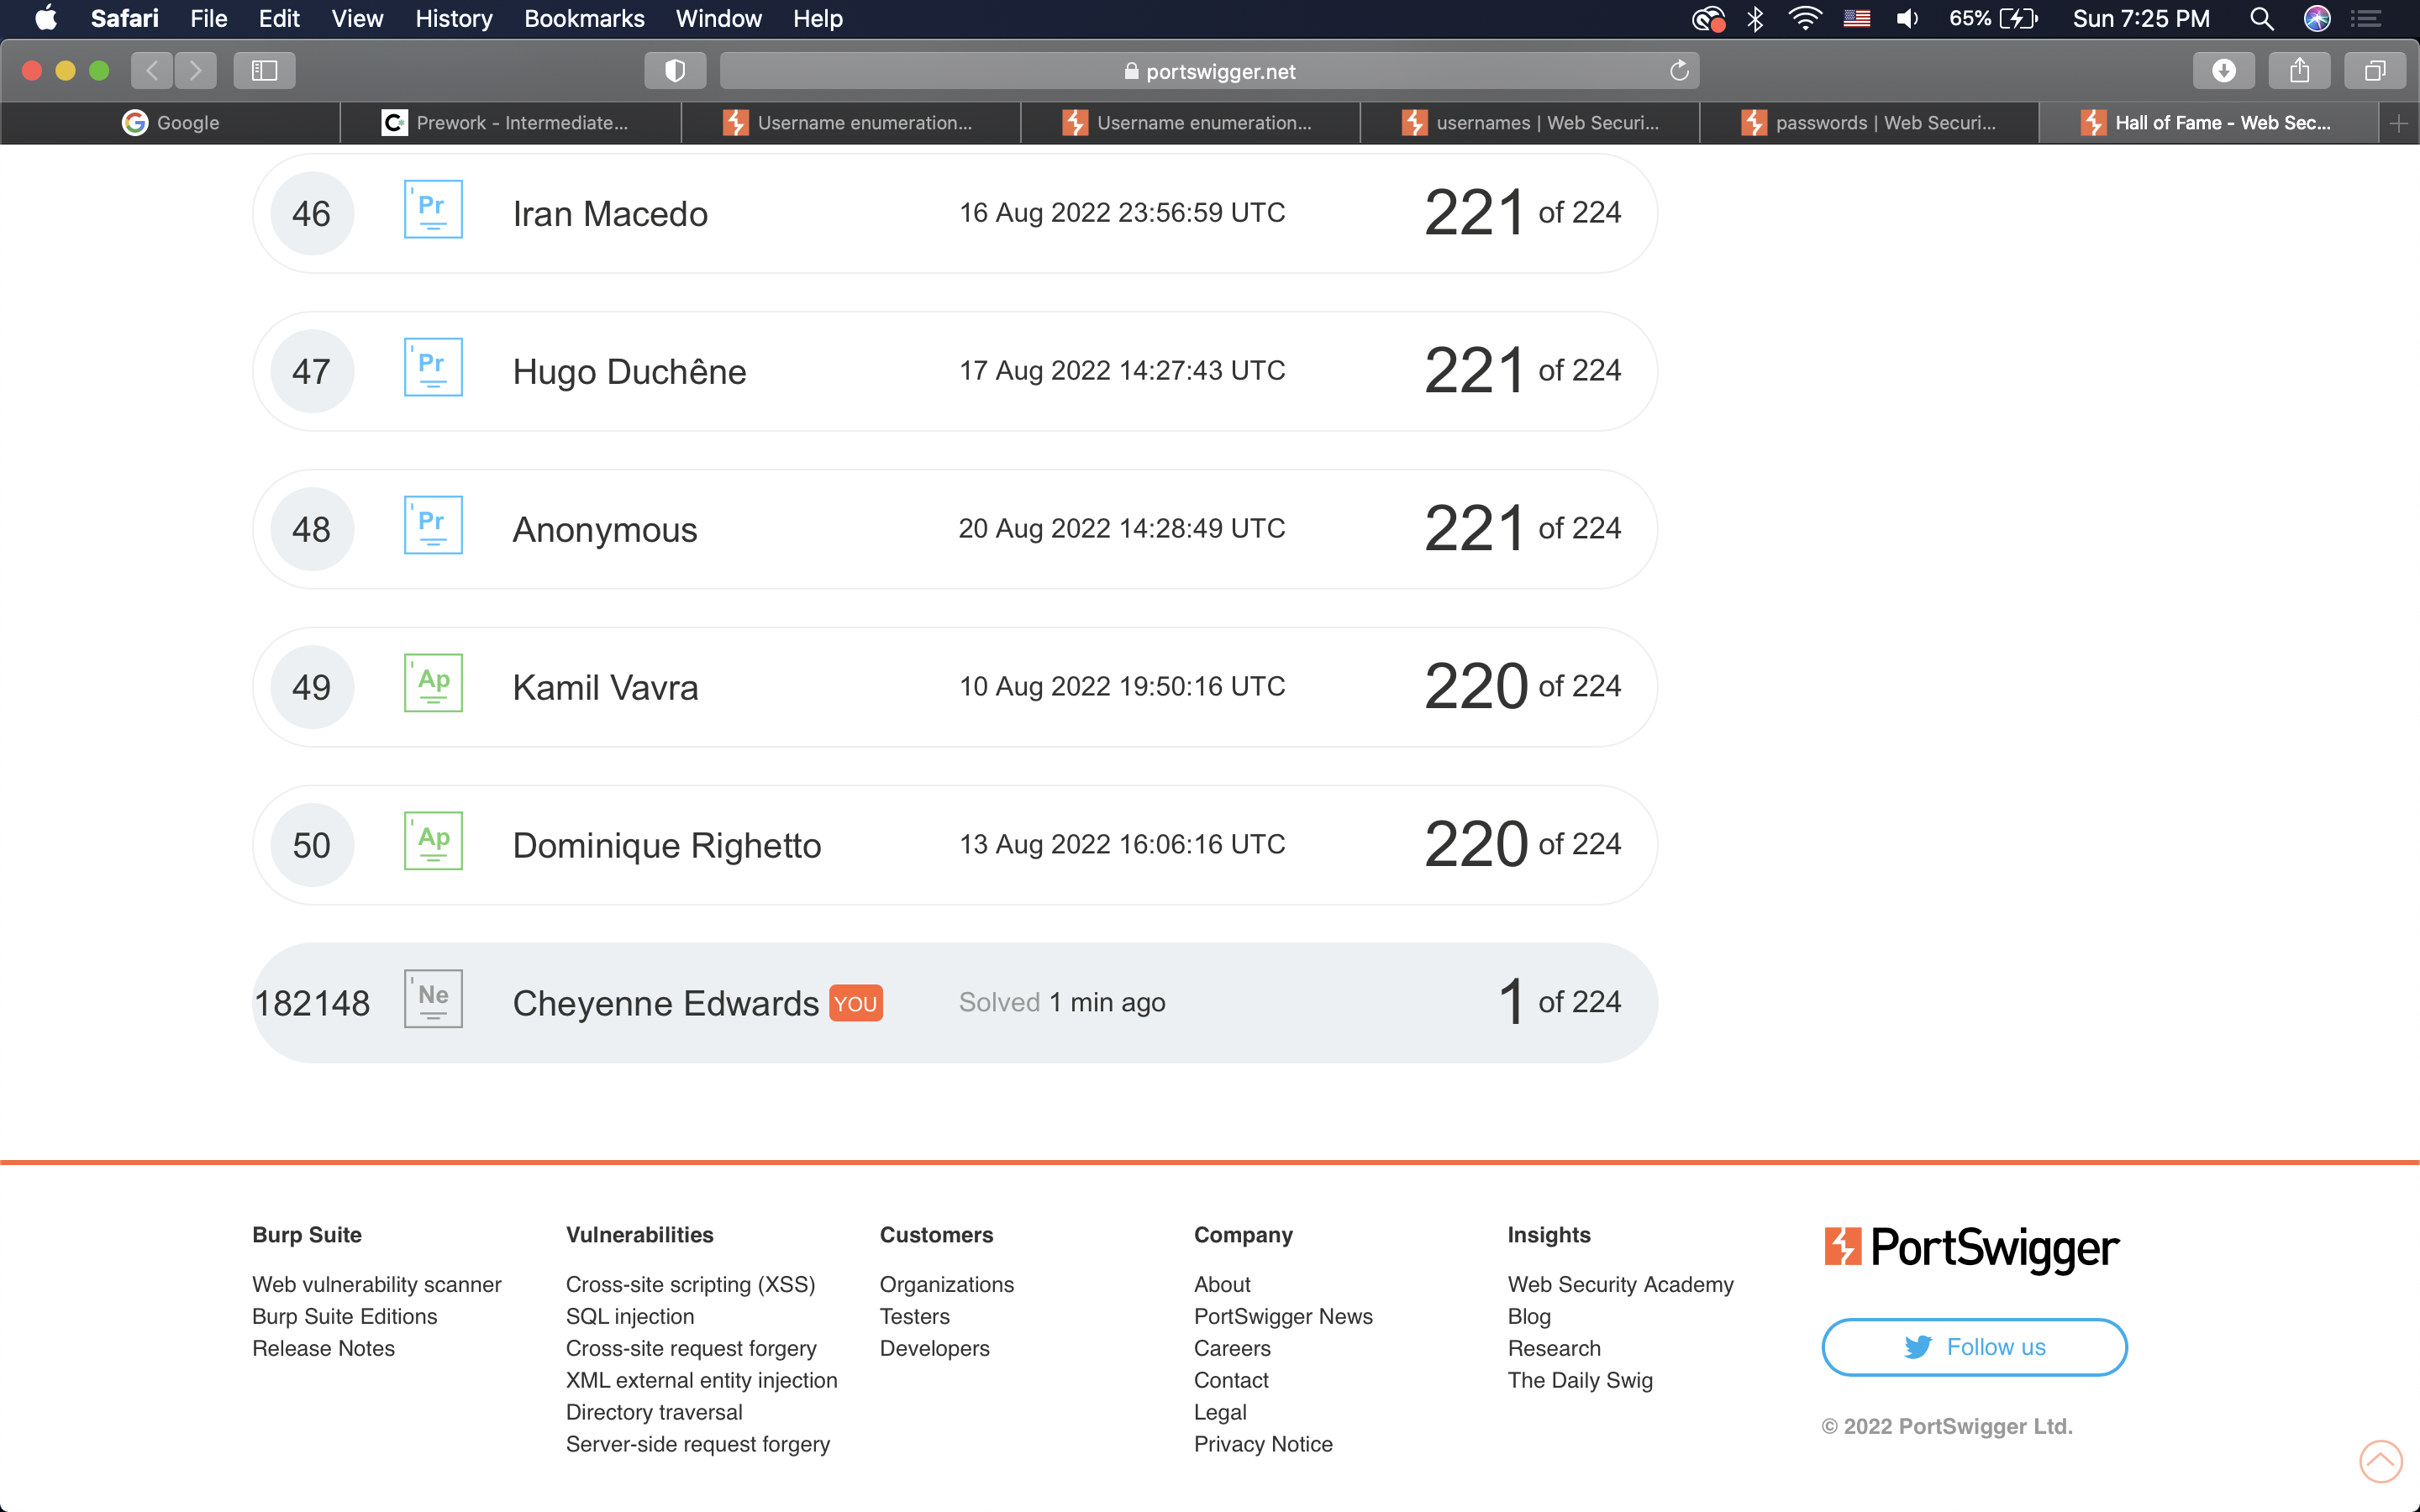 Safari File Edit View History Bookmarks Window Help 65% Sun 7:25 PM
portswigger.net
Google Prework - Intermediate... Username enumeration... Username enumeration... usernames | Web Securi... passwords | Web Securi... Hall of Fame - Web Sec...
46 Pr Iran Macedo 16 Aug 2022 23:56:59 UTC 221 of 224
47 Pr Hugo Duchêne 17 Aug 2022 14:27:43 UTC 221 of 224
48 Pr Anonymous 20 Aug 2022 14:28:49 UTC 221 of 224
49 Ap Kamil Vavra 10 Aug 2022 19:50:16 UTC 220 of 224
50 Ap Dominique Righetto 13 Aug 2022 16:06:16 UTC 220 of 224
182148 Ne Cheyenne Edwards YOU Solved 1 min ago 1 of 224
Burp Suite
Web vulnerability scanner
Burp Suite Editions
Release Notes
Vulnerabilities
Cross-site scripting (XSS)
SQL injection
Cross-site request forgery
XML external entity injection
Directory traversal
Server-side request forgery
Customers
Organizations
Testers
Developers
Company
About
PortSwigger News
Careers
Contact
Legal
Privacy Notice
Insights
Web Security Academy
Blog
Research
The Daily Swig
PortSwigger
Follow us
© 2022 PortSwigger Ltd.